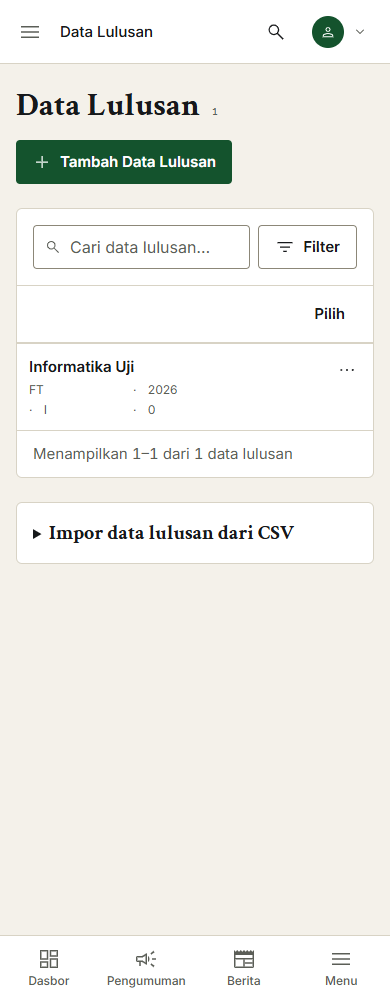 Data Lulusan
Data Lulusan 1
+ Tambah Data Lulusan
Cari data lulusan...
Filter
Pilih
Informatika Uji
...
FT · 2026
· I · 0
Menampilkan 1–1 dari 1 data lulusan
Impor data lulusan dari CSV
Dasbor
Pengumuman
Berita
Menu